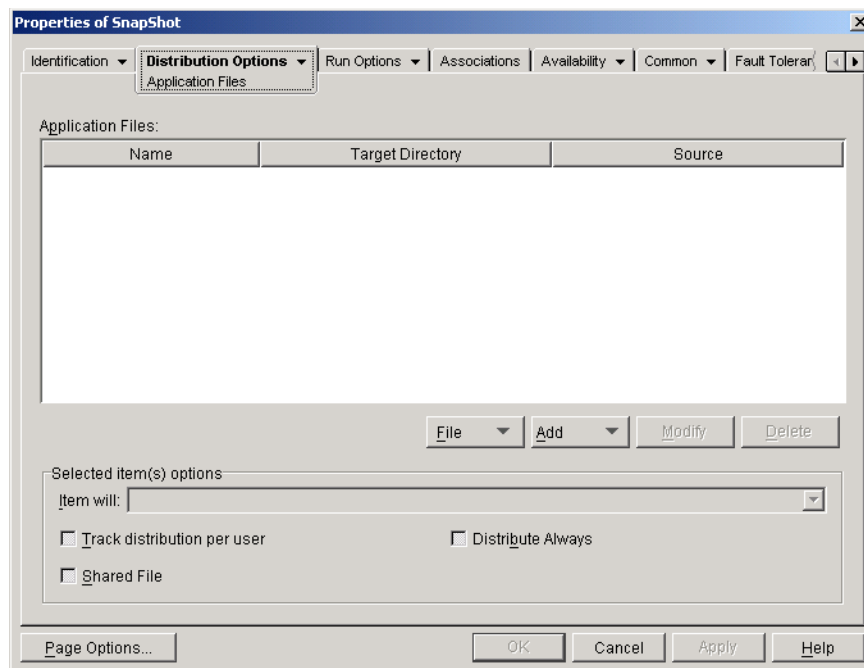 Properties of SnapShot
Identification Distribution Options Run Options Associations Availability Common Fault Toleran
Application Files
Application Files:
Name Target Directory Source
File Add Modify Delete
Selected item(s) options
Item will:
Track distribution per user Distribute Always
Shared File
Page Options... OK Cancel Apply Help